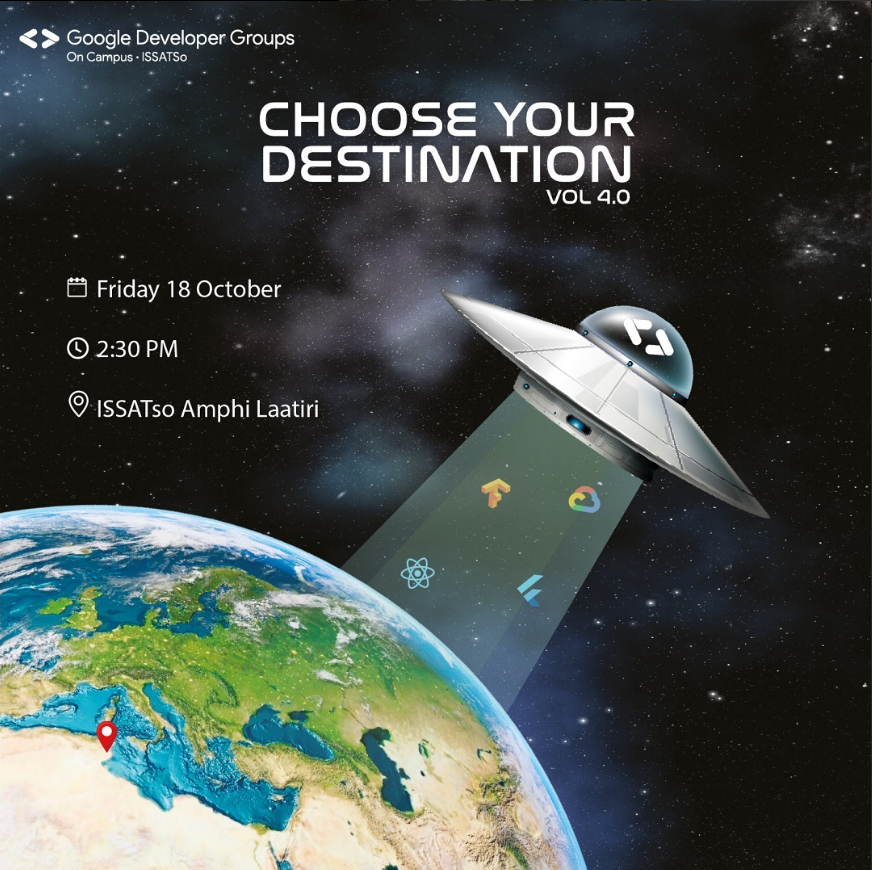 Google Developer Groups
On Campus · ISSATSo
CHOOSE YOUR
DESTINATION
VOL 4.0
Friday 18 October
2:30 PM
ISSATso Amphi Laatiri